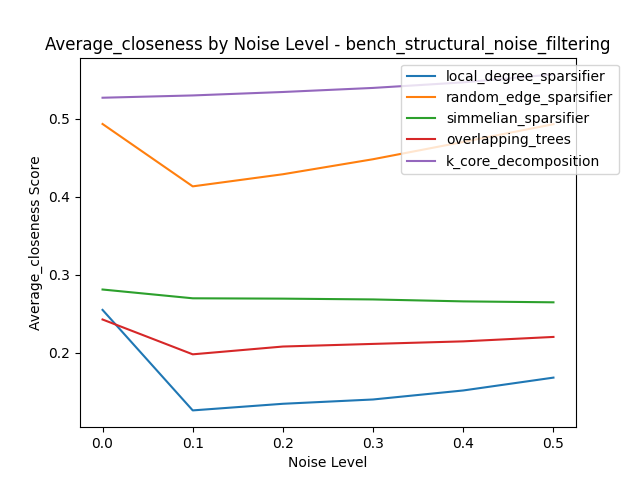 Average_closeness by Noise Level - bench_structural_noise_filtering
local_degree_sparsifier
random_edge_sparsifier
simmelian_sparsifier
overlapping_trees
k_core_decomposition
Average_closeness Score
0.5
0.4
0.3
0.2
0.0 0.1 0.2 0.3 0.4 0.5
Noise Level